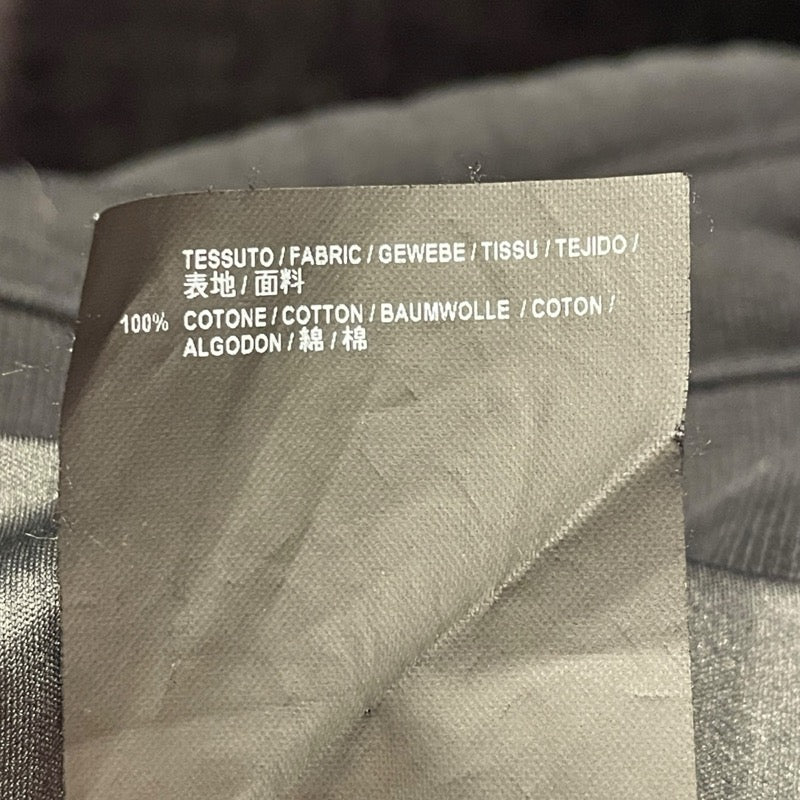 TESSUTO / FABRIC / GEWEBE / TISSU / TEJIDO /
表地 / 面料
100% COTONE / COTTON / BAUMWOLLE / COTON /
ALGODON / 綿 / 棉